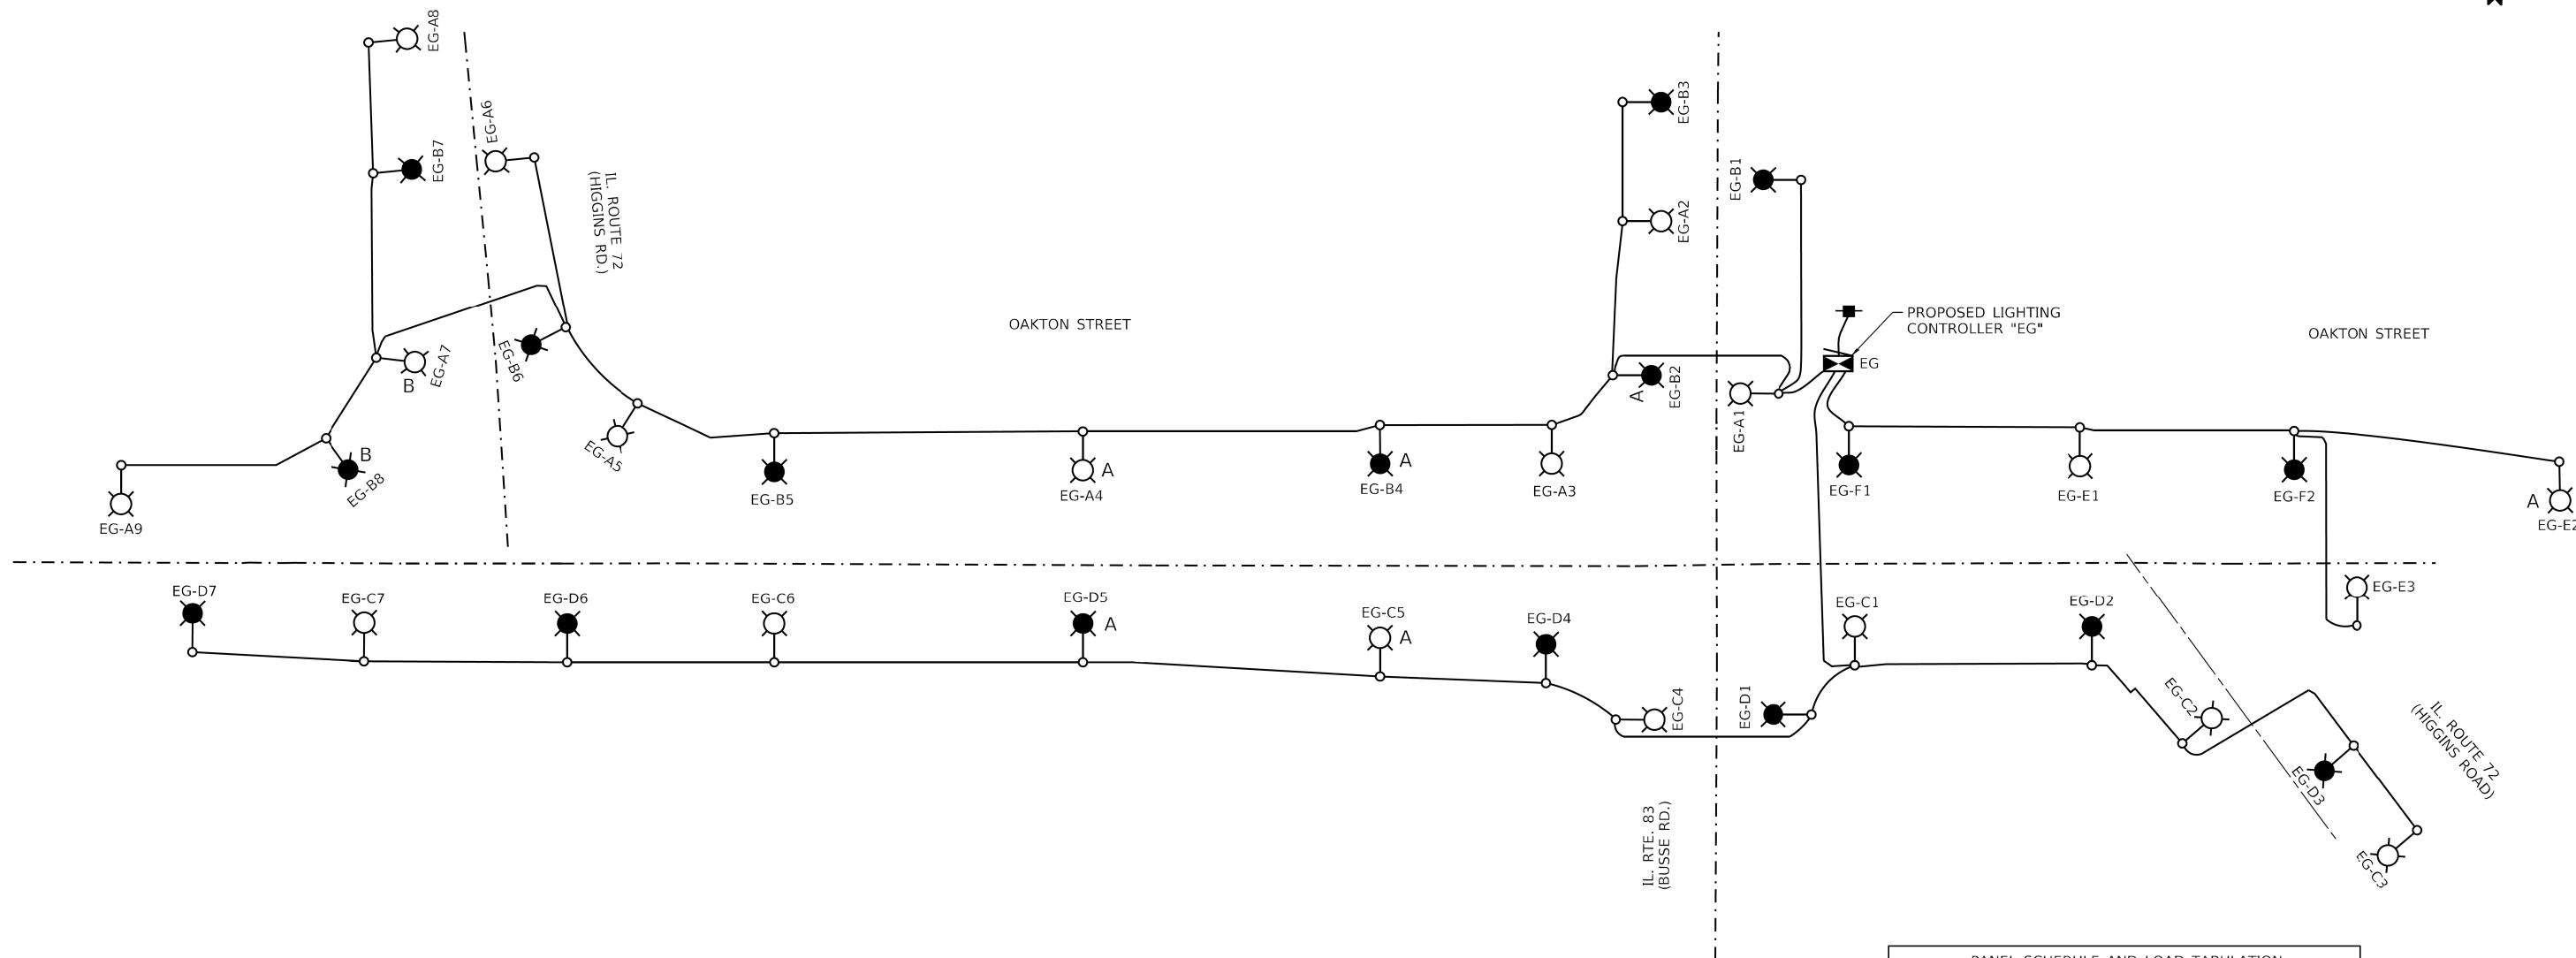 EG-A8
EG-B7
EG-A6
IL. ROUTE 72
(HIGGINS RD.)
EG-B3
EG-A2
EG-B1
OAKTON STREET
PROPOSED LIGHTING
CONTROLLER "EG"
EG
OAKTON STREET
EG-B6
EG-A7
B
A
EG-B2
EG-A1
EG-A9
B
EG-B8
EG-A5
EG-B5
A
EG-A4
A
EG-B4
EG-A3
EG-F1
EG-E1
EG-F2
A
EG-E2
EG-D7
EG-C7
EG-D6
EG-C6
EG-D5
A
EG-C5
A
EG-D4
EG-C4
EG-D1
EG-C1
EG-D2
EG-E3
EG-C2
EG-D3
EG-C3
IL. ROUTE 72
(HIGGINS ROAD)
IL. RTE. 83
(BUSSE RD.)
PANEL SCHEDULE AND LOAD TABULATION